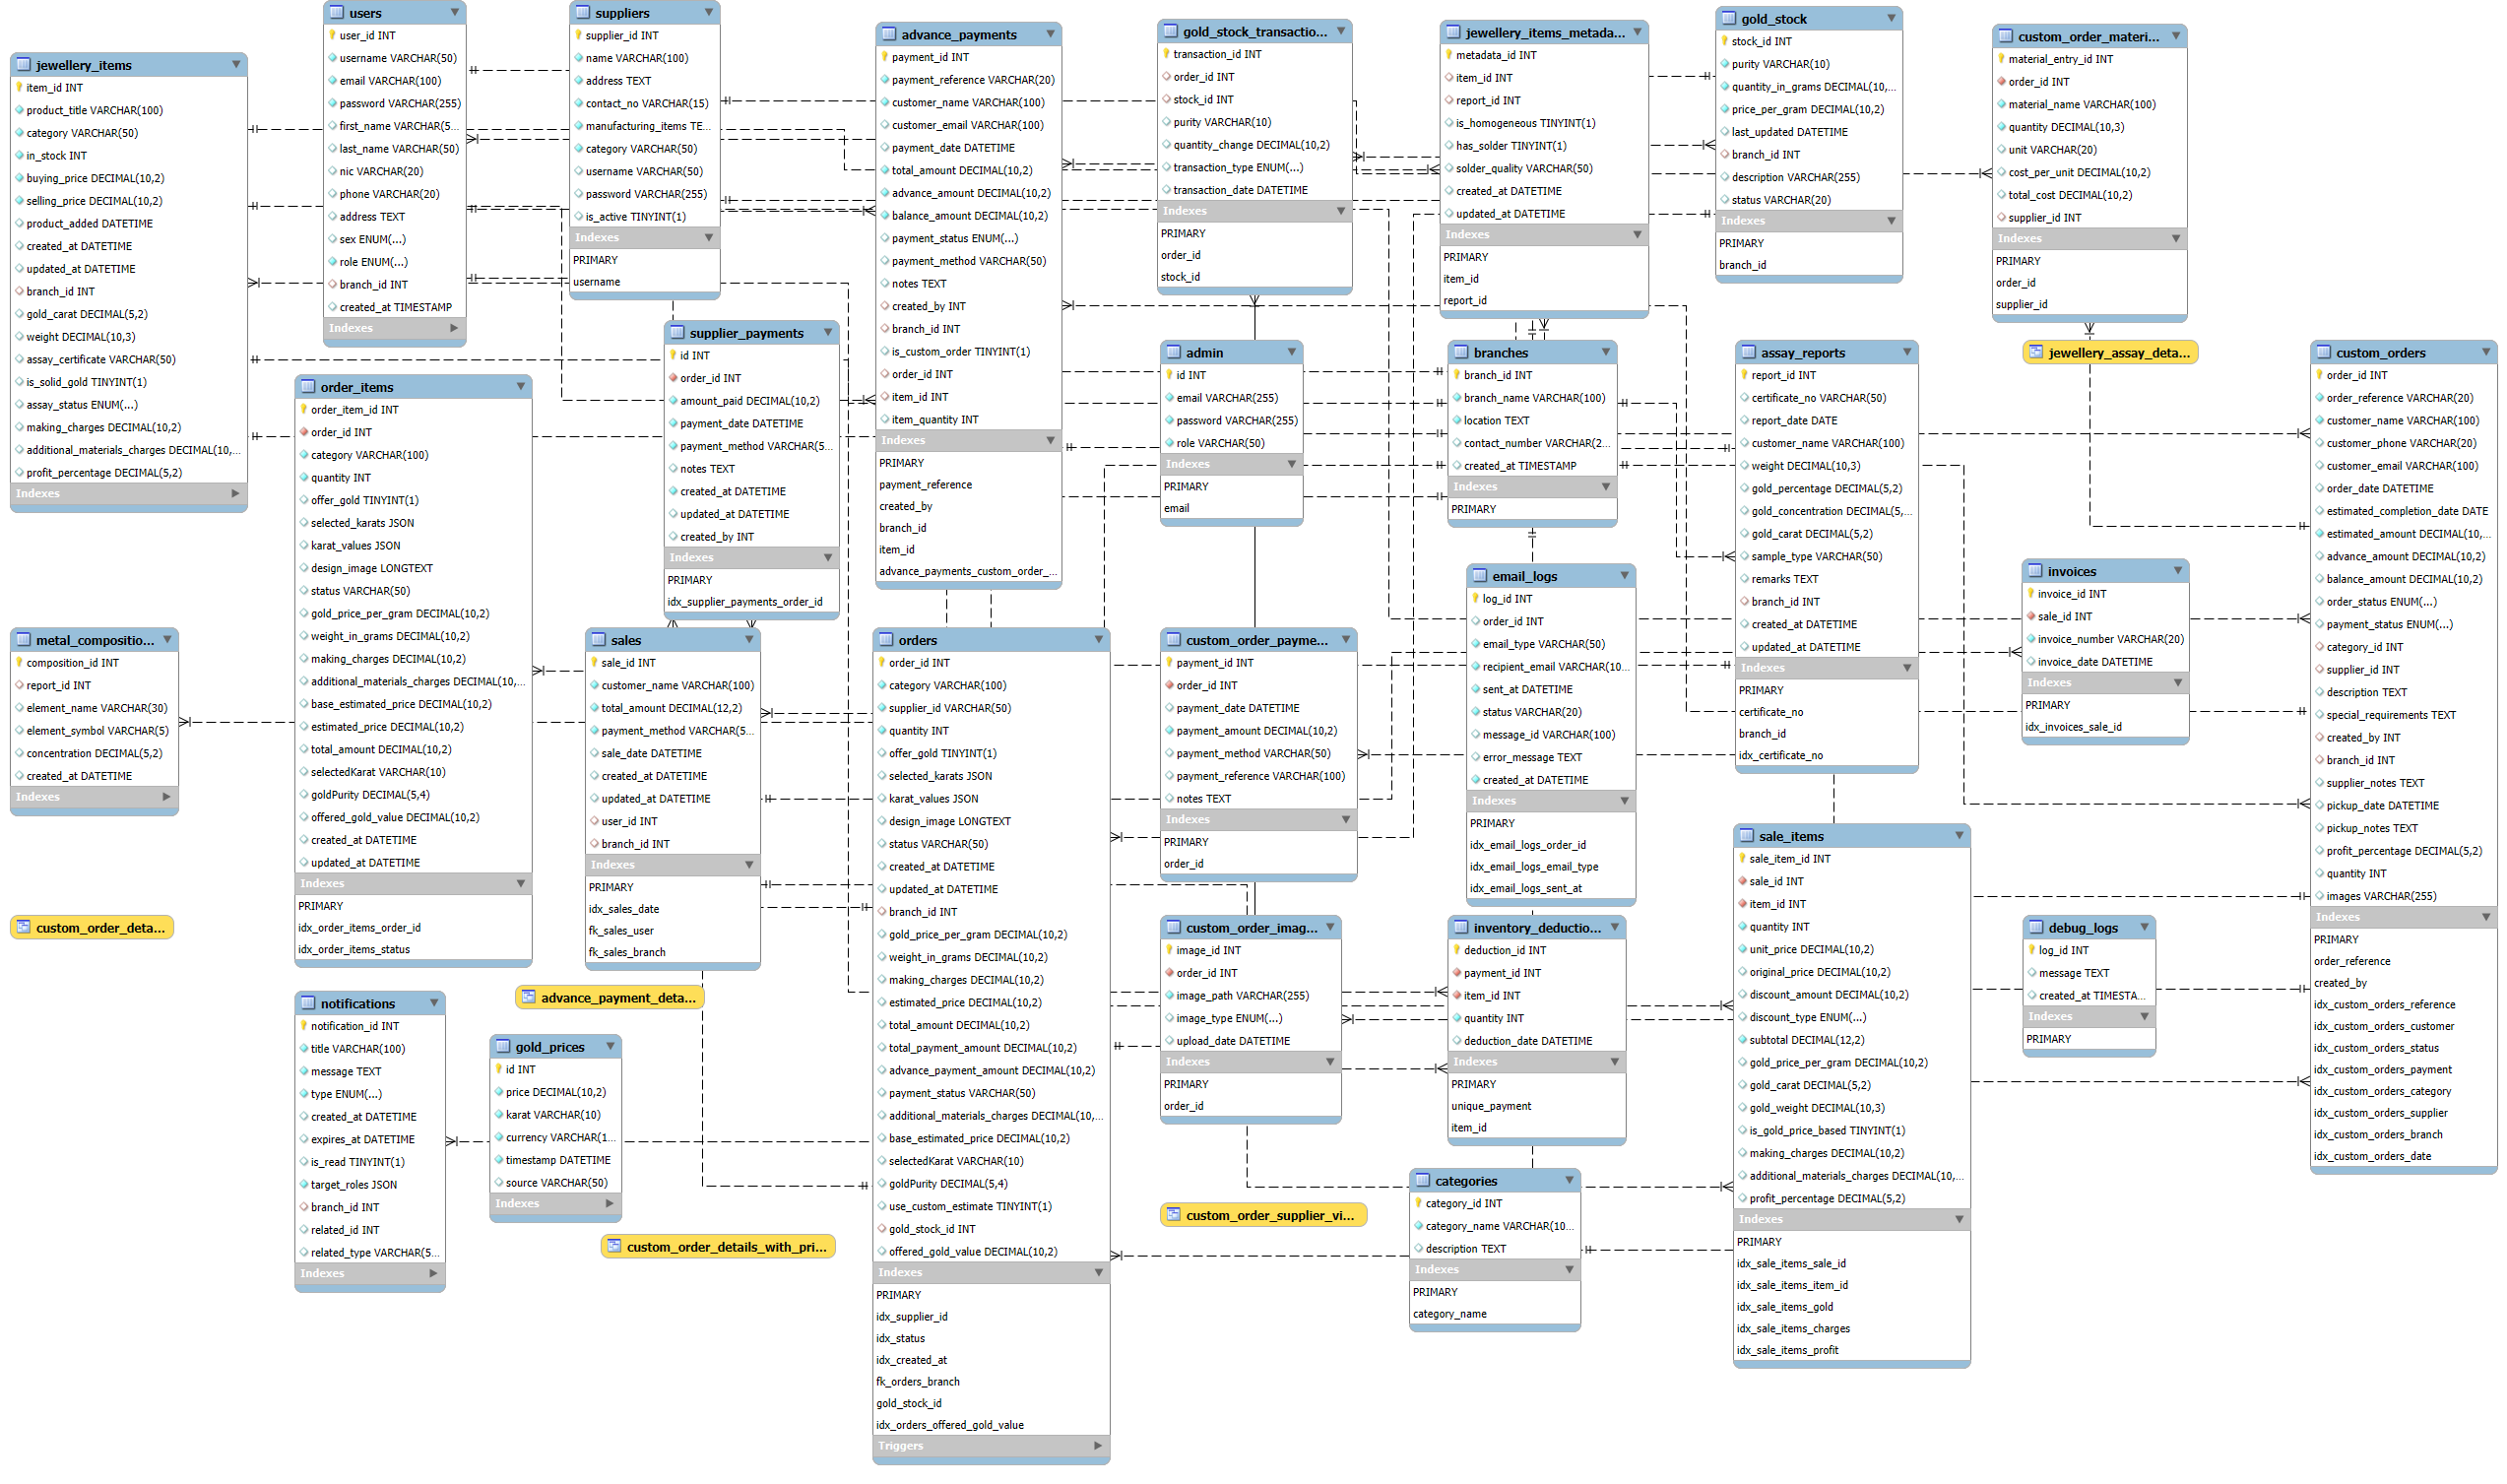 jewellery_items
item_id INT
product_title VARCHAR(100)
category VARCHAR(50)
in_stock INT
buying_price DECIMAL(10,2)
selling_price DECIMAL(10,2)
product_added DATETIME
created_at DATETIME
updated_at DATETIME
branch_id INT
gold_carat DECIMAL(5,2)
weight DECIMAL(10,3)
assay_certificate VARCHAR(50)
is_solid_gold TINYINT(1)
assay_status ENUM(...)
making_charges DECIMAL(10,2)
additional_materials_charges DECIMAL(10,...
profit_percentage DECIMAL(5,2)
Indexes
users
user_id INT
username VARCHAR(50)
email VARCHAR(100)
password VARCHAR(255)
first_name VARCHAR(5...
last_name VARCHAR(50)
nic VARCHAR(20)
phone VARCHAR(20)
address TEXT
sex ENUM(...)
role ENUM(...)
branch_id INT
created_at TIMESTAMP
Indexes
suppliers
supplier_id INT
name VARCHAR(100)
address TEXT
contact_no VARCHAR(15)
manufacturing_items TE...
category VARCHAR(50)
username VARCHAR(50)
password VARCHAR(255)
is_active TINYINT(1)
Indexes
PRIMARY
username
advance_payments
payment_id INT
payment_reference VARCHAR(20)
customer_name VARCHAR(100)
customer_email VARCHAR(100)
payment_date DATETIME
total_amount DECIMAL(10,2)
advance_amount DECIMAL(10,2)
balance_amount DECIMAL(10,2)
payment_status ENUM(...)
payment_method VARCHAR(50)
notes TEXT
created_by INT
branch_id INT
is_custom_order TINYINT(1)
order_id INT
item_id INT
item_quantity INT
Indexes
PRIMARY
payment_reference
created_by
branch_id
item_id
advance_payments_custom_order_...
gold_stock_transactio...
transaction_id INT
order_id INT
stock_id INT
purity VARCHAR(10)
quantity_change DECIMAL(10,2)
transaction_type ENUM(...)
transaction_date DATETIME
Indexes
PRIMARY
order_id
stock_id
jewellery_items_metada...
metadata_id INT
item_id INT
report_id INT
is_homogeneous TINYINT(1)
has_solder TINYINT(1)
solder_quality VARCHAR(50)
created_at DATETIME
updated_at DATETIME
Indexes
PRIMARY
item_id
report_id
gold_stock
stock_id INT
purity VARCHAR(10)
quantity_in_grams DECIMAL(10,...
price_per_gram DECIMAL(10,2)
last_updated DATETIME
branch_id INT
description VARCHAR(255)
status VARCHAR(20)
Indexes
PRIMARY
branch_id
custom_order_materi...
material_entry_id INT
order_id INT
material_name VARCHAR(100)
quantity DECIMAL(10,3)
unit VARCHAR(20)
cost_per_unit DECIMAL(10,2)
total_cost DECIMAL(10,2)
supplier_id INT
Indexes
PRIMARY
order_id
supplier_id
supplier_payments
id INT
order_id INT
amount_paid DECIMAL(10,2)
payment_date DATETIME
payment_method VARCHAR(5...
notes TEXT
created_at DATETIME
updated_at DATETIME
created_by INT
Indexes
PRIMARY
idx_supplier_payments_order_id
admin
id INT
email VARCHAR(255)
password VARCHAR(255)
role VARCHAR(50)
Indexes
PRIMARY
email
branches
branch_id INT
branch_name VARCHAR(100)
location TEXT
contact_number VARCHAR(2...
created_at TIMESTAMP
Indexes
PRIMARY
assay_reports
report_id INT
certificate_no VARCHAR(50)
report_date DATE
customer_name VARCHAR(100)
weight DECIMAL(10,3)
gold_percentage DECIMAL(5,2)
gold_concentration DECIMAL(5,...
gold_carat DECIMAL(5,2)
sample_type VARCHAR(50)
remarks TEXT
branch_id INT
created_at DATETIME
updated_at DATETIME
Indexes
PRIMARY
certificate_no
branch_id
idx_certificate_no
jewellery_assay_deta...
custom_orders
order_id INT
order_reference VARCHAR(20)
customer_name VARCHAR(100)
customer_phone VARCHAR(20)
customer_email VARCHAR(100)
order_date DATETIME
estimated_completion_date DATE
estimated_amount DECIMAL(10,...
advance_amount DECIMAL(10,2)
balance_amount DECIMAL(10,2)
order_status ENUM(...)
payment_status ENUM(...)
category_id INT
supplier_id INT
description TEXT
special_requirements TEXT
created_by INT
branch_id INT
supplier_notes TEXT
pickup_date DATETIME
pickup_notes TEXT
profit_percentage DECIMAL(5,2)
quantity INT
images VARCHAR(255)
Indexes
PRIMARY
order_reference
created_by
idx_custom_orders_reference
idx_custom_orders_customer
idx_custom_orders_status
idx_custom_orders_payment
idx_custom_orders_category
idx_custom_orders_supplier
idx_custom_orders_branch
idx_custom_orders_date
order_items
order_item_id INT
order_id INT
category VARCHAR(100)
quantity INT
offer_gold TINYINT(1)
selected_karats JSON
karat_values JSON
design_image LONGTEXT
status VARCHAR(50)
gold_price_per_gram DECIMAL(10,2)
weight_in_grams DECIMAL(10,2)
making_charges DECIMAL(10,2)
additional_materials_charges DECIMAL(10,...
base_estimated_price DECIMAL(10,2)
estimated_price DECIMAL(10,2)
total_amount DECIMAL(10,2)
selectedKarat VARCHAR(10)
goldPurity DECIMAL(5,4)
offered_gold_value DECIMAL(10,2)
created_at DATETIME
updated_at DATETIME
Indexes
PRIMARY
idx_order_items_order_id
idx_order_items_status
email_logs
log_id INT
order_id INT
email_type VARCHAR(50)
recipient_email VARCHAR(10...
sent_at DATETIME
status VARCHAR(20)
message_id VARCHAR(100)
error_message TEXT
created_at DATETIME
Indexes
PRIMARY
idx_email_logs_order_id
idx_email_logs_email_type
idx_email_logs_sent_at
invoices
invoice_id INT
sale_id INT
invoice_number VARCHAR(20)
invoice_date DATETIME
Indexes
PRIMARY
idx_invoices_sale_id
metal_compositio...
composition_id INT
report_id INT
element_name VARCHAR(30)
element_symbol VARCHAR(5)
concentration DECIMAL(5,2)
created_at DATETIME
Indexes
sales
sale_id INT
customer_name VARCHAR(100)
total_amount DECIMAL(12,2)
payment_method VARCHAR(5...
sale_date DATETIME
created_at DATETIME
updated_at DATETIME
user_id INT
branch_id INT
Indexes
PRIMARY
idx_sales_date
fk_sales_user
fk_sales_branch
orders
order_id INT
category VARCHAR(100)
supplier_id VARCHAR(50)
quantity INT
offer_gold TINYINT(1)
selected_karats JSON
karat_values JSON
design_image LONGTEXT
status VARCHAR(50)
created_at DATETIME
updated_at DATETIME
branch_id INT
gold_price_per_gram DECIMAL(10,2)
weight_in_grams DECIMAL(10,2)
making_charges DECIMAL(10,2)
estimated_price DECIMAL(10,2)
total_amount DECIMAL(10,2)
total_payment_amount DECIMAL(10,2)
advance_payment_amount DECIMAL(10,2)
payment_status VARCHAR(50)
additional_materials_charges DECIMAL(10,...
base_estimated_price DECIMAL(10,2)
selectedKarat VARCHAR(10)
goldPurity DECIMAL(5,4)
use_custom_estimate TINYINT(1)
gold_stock_id INT
offered_gold_value DECIMAL(10,2)
Indexes
PRIMARY
idx_supplier_id
idx_status
idx_created_at
fk_orders_branch
gold_stock_id
idx_orders_offered_gold_value
Triggers
custom_order_payme...
payment_id INT
order_id INT
payment_date DATETIME
payment_amount DECIMAL(10,2)
payment_method VARCHAR(50)
payment_reference VARCHAR(100)
notes TEXT
Indexes
PRIMARY
order_id
sale_items
sale_item_id INT
sale_id INT
item_id INT
quantity INT
unit_price DECIMAL(10,2)
original_price DECIMAL(10,2)
discount_amount DECIMAL(10,2)
discount_type ENUM(...)
subtotal DECIMAL(12,2)
gold_price_per_gram DECIMAL(10,2)
gold_carat DECIMAL(5,2)
gold_weight DECIMAL(10,3)
is_gold_price_based TINYINT(1)
making_charges DECIMAL(10,2)
additional_materials_charges DECIMAL(10,...
profit_percentage DECIMAL(5,2)
Indexes
PRIMARY
idx_sale_items_sale_id
idx_sale_items_item_id
idx_sale_items_gold
idx_sale_items_charges
idx_sale_items_profit
custom_order_deta...
custom_order_imag...
image_id INT
order_id INT
image_path VARCHAR(255)
image_type ENUM(...)
upload_date DATETIME
Indexes
PRIMARY
order_id
inventory_deductio...
deduction_id INT
payment_id INT
item_id INT
quantity INT
deduction_date DATETIME
Indexes
PRIMARY
unique_payment
item_id
debug_logs
log_id INT
message TEXT
created_at TIMESTA...
Indexes
PRIMARY
notifications
notification_id INT
title VARCHAR(100)
message TEXT
type ENUM(...)
created_at DATETIME
expires_at DATETIME
is_read TINYINT(1)
target_roles JSON
branch_id INT
related_id INT
related_type VARCHAR(5...
Indexes
advance_payment_deta...
gold_prices
id INT
price DECIMAL(10,2)
karat VARCHAR(10)
currency VARCHAR(1...
timestamp DATETIME
source VARCHAR(50)
Indexes
custom_order_details_with_pri...
categories
category_id INT
category_name VARCHAR(10...
description TEXT
Indexes
PRIMARY
category_name
custom_order_supplier_vi...